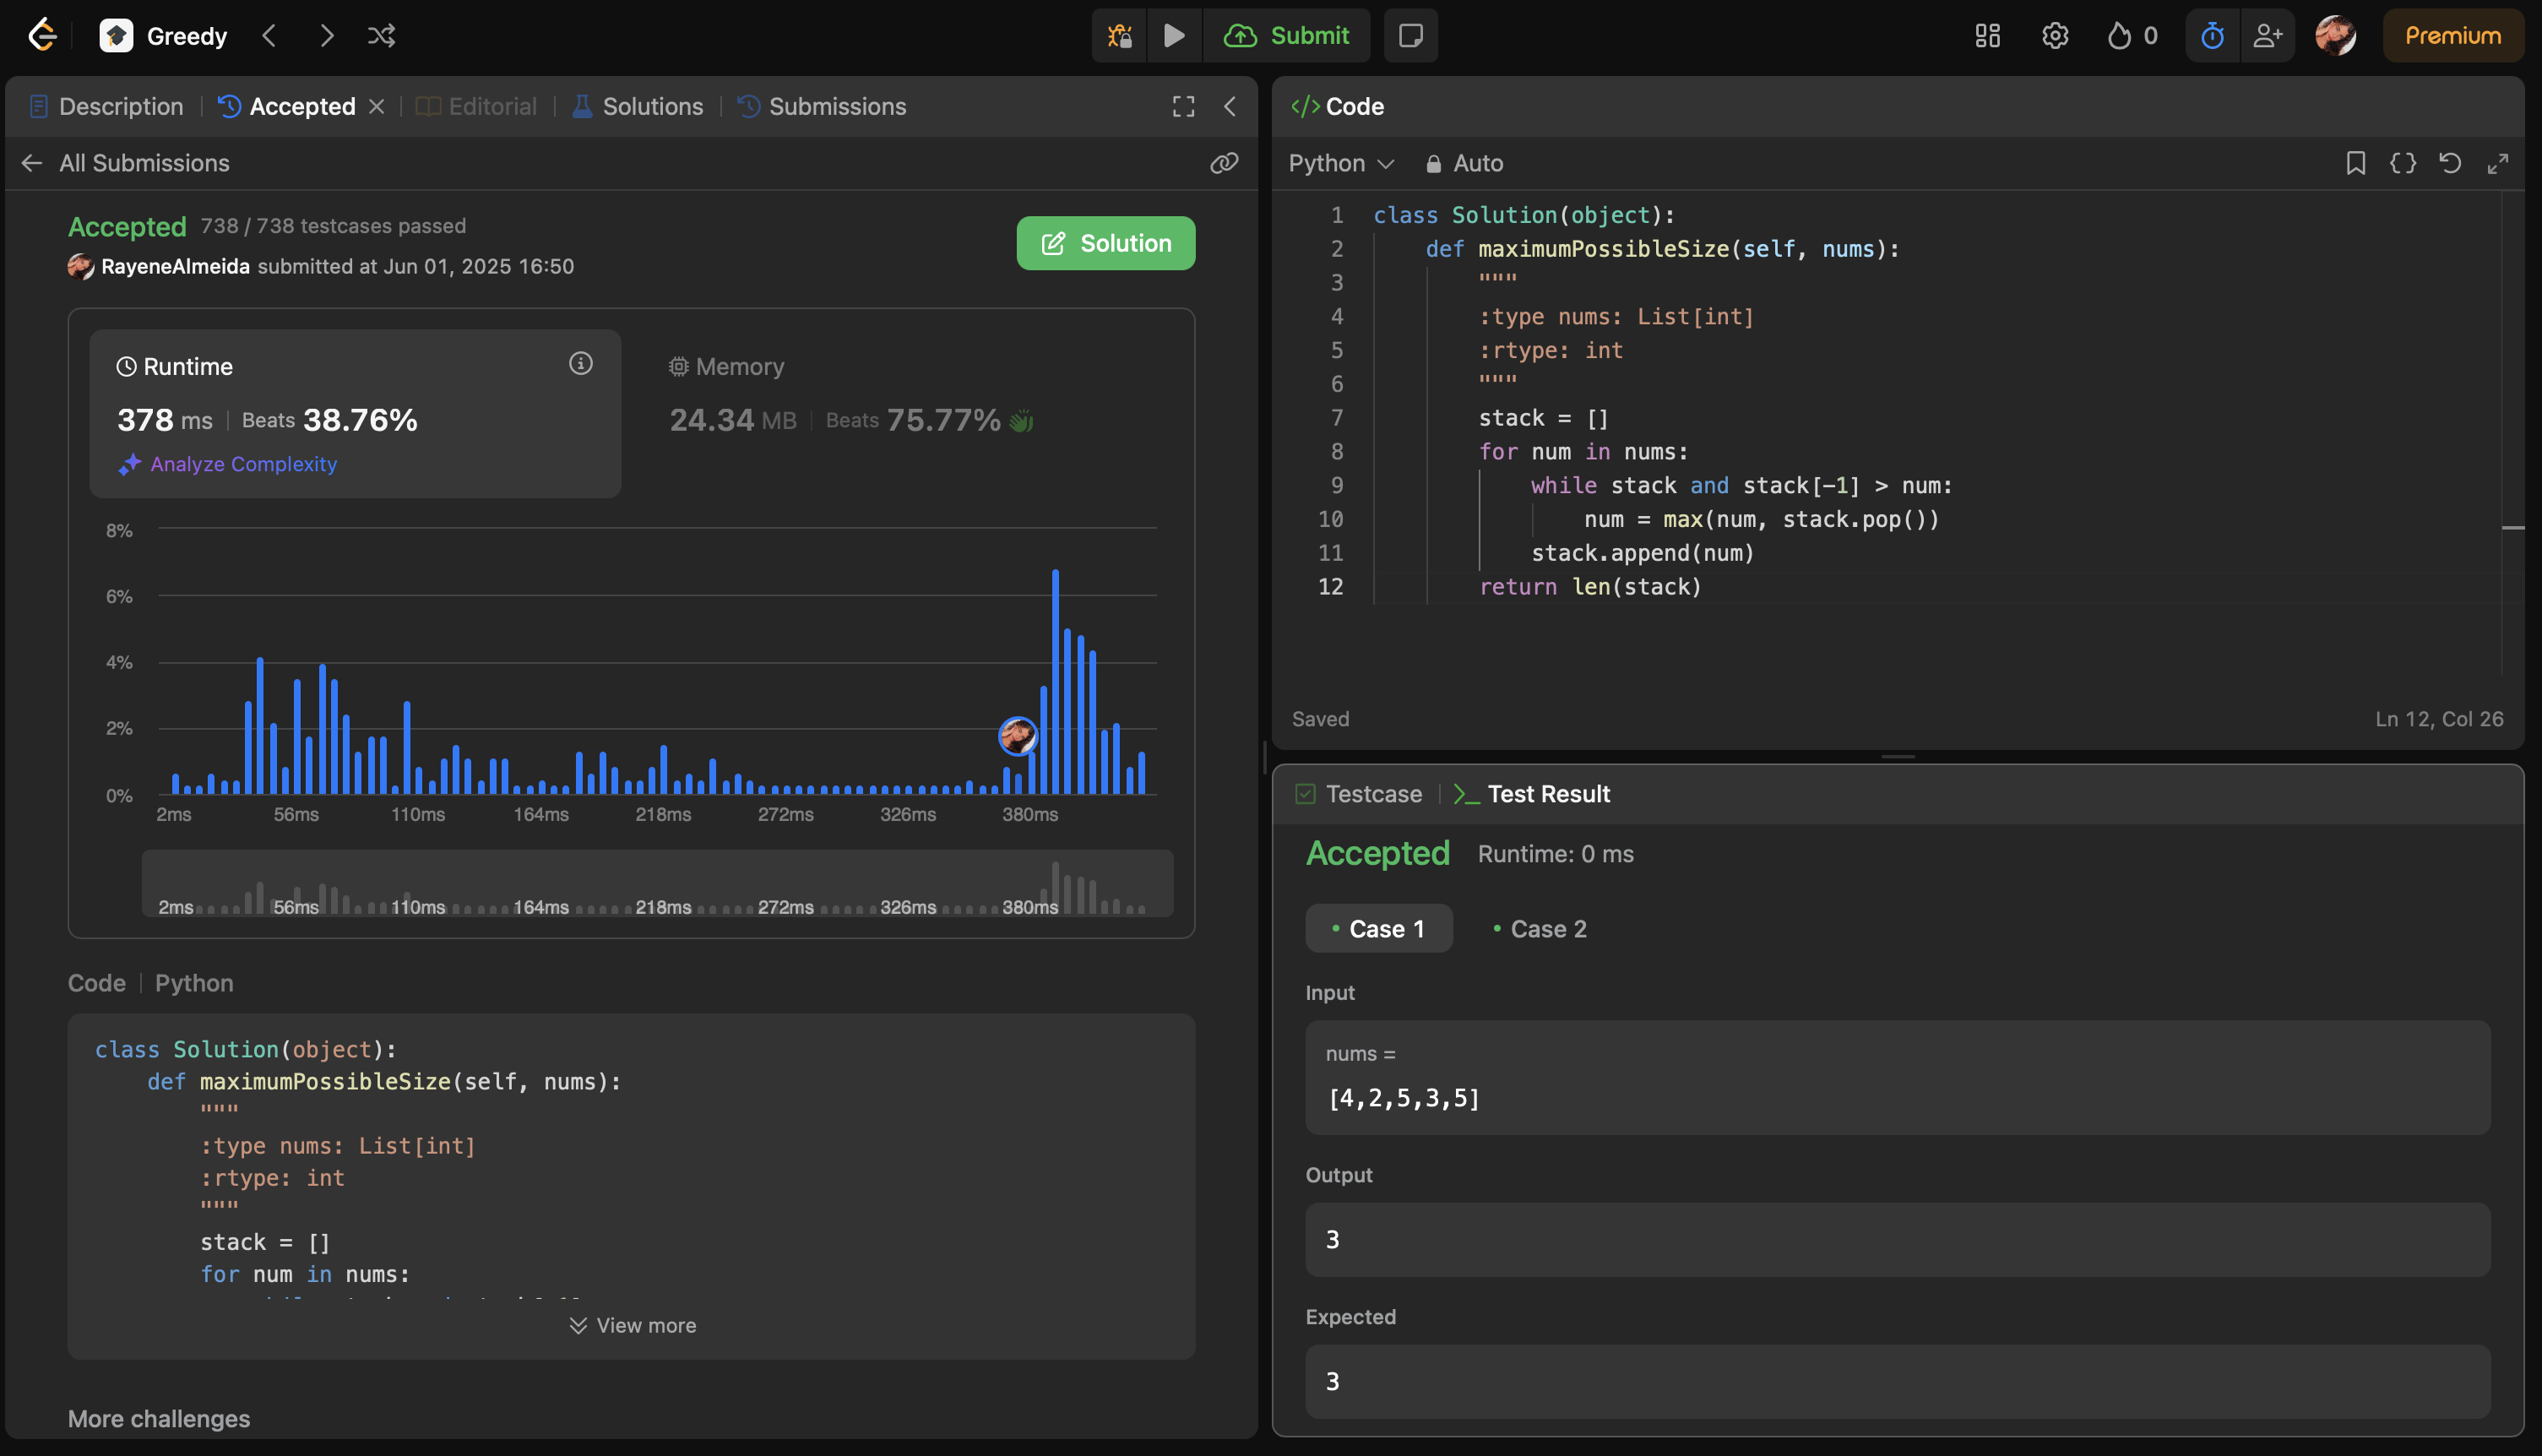 Greedy
Submit
0
Premium
Description
Accepted
Editorial
Solutions
Submissions
All Submissions
Accepted 738 / 738 testcases passed
RayeneAlmeida submitted at Jun 01, 2025 16:50
Solution
Runtime
378 ms | Beats 38.76%
Analyze Complexity
Memory
24.34 MB | Beats 75.77%
8%
6%
4%
2%
0%
2ms 56ms 110ms 164ms 218ms 272ms 326ms 380ms
2ms 56ms 110ms 164ms 218ms 272ms 326ms 380ms
Code | Python
class Solution(object):
    def maximumPossibleSize(self, nums):
        """
        :type nums: List[int]
        :rtype: int
        """
        stack = []
        for num in nums:
View more
More challenges
</> Code
Python Auto
1 class Solution(object):
2     def maximumPossibleSize(self, nums):
3         """
4         :type nums: List[int]
5         :rtype: int
6         """
7         stack = []
8         for num in nums:
9             while stack and stack[-1] > num:
10                 num = max(num, stack.pop())
11             stack.append(num)
12         return len(stack)
Saved
Ln 12, Col 26
Testcase | >_ Test Result
Accepted Runtime: 0 ms
• Case 1 • Case 2
Input
nums =
[4,2,5,3,5]
Output
3
Expected
3